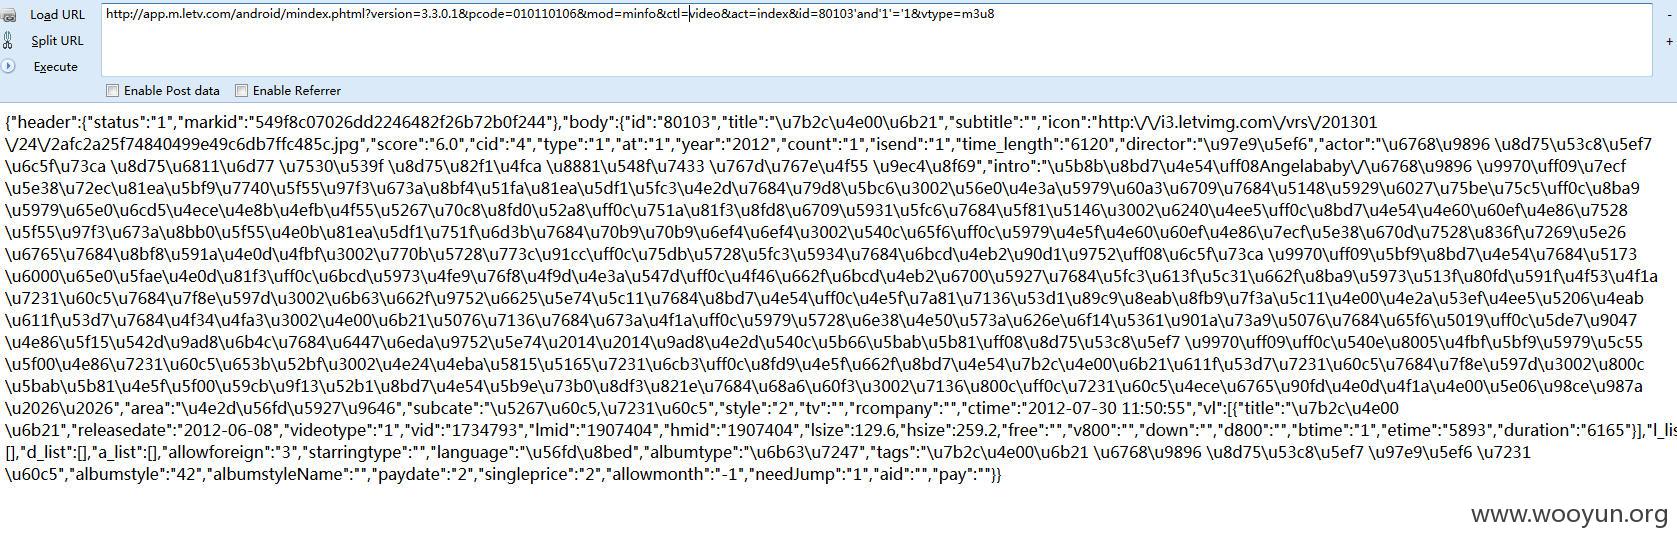 Load URL
http://app.m.letv.com/android/mindex.phtml?version=3.3.0.1&pcode=010110106&mod=minfo&ctl=video&act=index&id=80103'and'1'='1&vtype=m3u8
-
Split URL
+
Execute
Enable Post data Enable Referrer
{"header":{"status":"1","markid":"549f8c07026dd2246482f26b72b0f244"},"body":{"id":"80103","title":"\u7b2c\u4e00\u6b21","subtitle":"","icon":"http:\/\/i3.letvimg.com\/vrs\/201301
\/24\/2afc2a25f74840499e49c6db7ffc485c.jpg","score":"6.0","cid":"4","type":"1","at":"1","year":"2012","count":"1","isend":"1","time_length":"6120","director":"\u97e9\u5ef6","actor":"\u6768\u9896 \u8d75\u53c8\u5ef7
\u6c5f\u73ca \u8d75\u6811\u6d77 \u7530\u539f \u8d75\u82f1\u4fca \u8881\u548f\u7433 \u767d\u767e\u4f55 \u9ec4\u8f69","intro":"\u5b8b\u8bd7\u4e54\uff08Angelababy\/\u6768\u9896 \u9970\uff09\u7ecf
\u5e38\u72ec\u81ea\u5bf9\u7740\u5f55\u97f3\u673a\u8bf4\u51fa\u81ea\u5df1\u5fc3\u4e2d\u7684\u79d8\u5bc6\u3002\u56e0\u4e3a\u5979\u60a3\u6709\u7684\u5148\u5929\u6027\u75be\u75c5\uff0c\u8ba9
\u5979\u65e0\u6cd5\u4ece\u4e8b\u4efb\u4f55\u5267\u70c8\u8fd0\u52a8\uff0c\u751a\u81f3\u8fd8\u6709\u5931\u5fc6\u7684\u5f81\u5146\u3002\u6240\u4ee5\uff0c\u8bd7\u4e54\u4e60\u60ef\u4e86\u7528
\u5f55\u97f3\u673a\u8bb0\u5f55\u4e0b\u81ea\u5df1\u751f\u6d3b\u7684\u70b9\u70b9\u6ef4\u6ef4\u3002\u540c\u65f6\uff0c\u5979\u4e5f\u4e60\u60ef\u4e86\u7ecf\u5e38\u670d\u7528\u836f\u7269\u5e26
\u6765\u7684\u8bf8\u591a\u4e0d\u4fbf\u3002\u770b\u5728\u773c\u91cc\uff0c\u75db\u5728\u5fc3\u5934\u7684\u6bcd\u4eb2\u90d1\u9752\uff08\u6c5f\u73ca \u9970\uff09\u5bf9\u8bd7\u4e54\u7684\u5173
\u6000\u65e0\u5fae\u4e0d\u81f3\uff0c\u6bcd\u5973\u4fe9\u76f8\u4f9d\u4e3a\u547d\uff0c\u4f46\u662f\u6bcd\u4eb2\u6700\u5927\u7684\u5fc3\u613f\u5c31\u662f\u8ba9\u5973\u513f\u80fd\u591f\u4f53\u4f1a
\u7231\u60c5\u7684\u7f8e\u597d\u3002\u6b63\u662f\u9752\u6625\u5e74\u5c11\u7684\u8bd7\u4e54\uff0c\u4e5f\u7a81\u7136\u53d1\u89c9\u8eab\u8fb9\u7f3a\u5c11\u4e00\u4e2a\u53ef\u4ee5\u5206\u4eab
\u611f\u53d7\u7684\u4f34\u4fa3\u3002\u4e00\u6b21\u5076\u7136\u7684\u673a\u4f1a\uff0c\u5979\u5728\u6e38\u4e50\u573a\u626e\u6f14\u5361\u901a\u73a9\u5076\u7684\u65f6\u5019\uff0c\u5de7\u9047
\u4e86\u5f15\u542d\u9ad8\u6b4c\u7684\u6447\u6eda\u9752\u5e74\u2014\u2014\u9ad8\u4e2d\u540c\u5b66\u5bab\u5b81\uff08\u8d75\u53c8\u5ef7 \u9970\uff09\uff0c\u540e\u8005\u4fbf\u5bf9\u5979\u5c55
\u5f00\u4e86\u7231\u60c5\u653b\u52bf\u3002\u4e24\u4eba\u5815\u5165\u7231\u6cb3\uff0c\u8fd9\u4e5f\u662f\u8bd7\u4e54\u7b2c\u4e00\u6b21\u611f\u53d7\u7231\u60c5\u7684\u7f8e\u597d\u3002\u800c
\u5bab\u5b81\u4e5f\u5f00\u59cb\u9f13\u52b1\u8bd7\u4e54\u5b9e\u73b0\u8df3\u821e\u7684\u68a6\u60f3\u3002\u7136\u800c\uff0c\u7231\u60c5\u4ece\u6765\u90fd\u4e0d\u4f1a\u4e00\u5e06\u98ce\u987a
\u2026\u2026","area":"\u4e2d\u56fd\u5927\u9646","subcate":"\u5267\u60c5,\u7231\u60c5","style":"2","tv":"","rcompany":"","ctime":"2012-07-30 11:50:55","vl":[{"title":"\u7b2c\u4e00
\u6b21","releasedate":"2012-06-08","videotype":"1","vid":"1734793","lmid":"1907404","hmid":"1907404","lsize":129.6,"hsize":259.2,"free":"","v800":"","down":"","d800":"","btime":"1","etime":"5893","duration":"6165"}],"l_lis
[],"d_list":[],"a_list":[],"allowforeign":"3","starringtype":"","language":"\u56fd\u8bed","albumtype":"\u6b63\u7247","tags":"\u7b2c\u4e00\u6b21 \u6768\u9896 \u8d75\u53c8\u5ef7 \u97e9\u5ef6 \u7231
\u60c5","albumstyle":"42","albumstyleName":"","paydate":"2","singleprice":"2","allowmonth":"-1","needJump":"1","aid":"","pay":""}}
www.wooyun.org